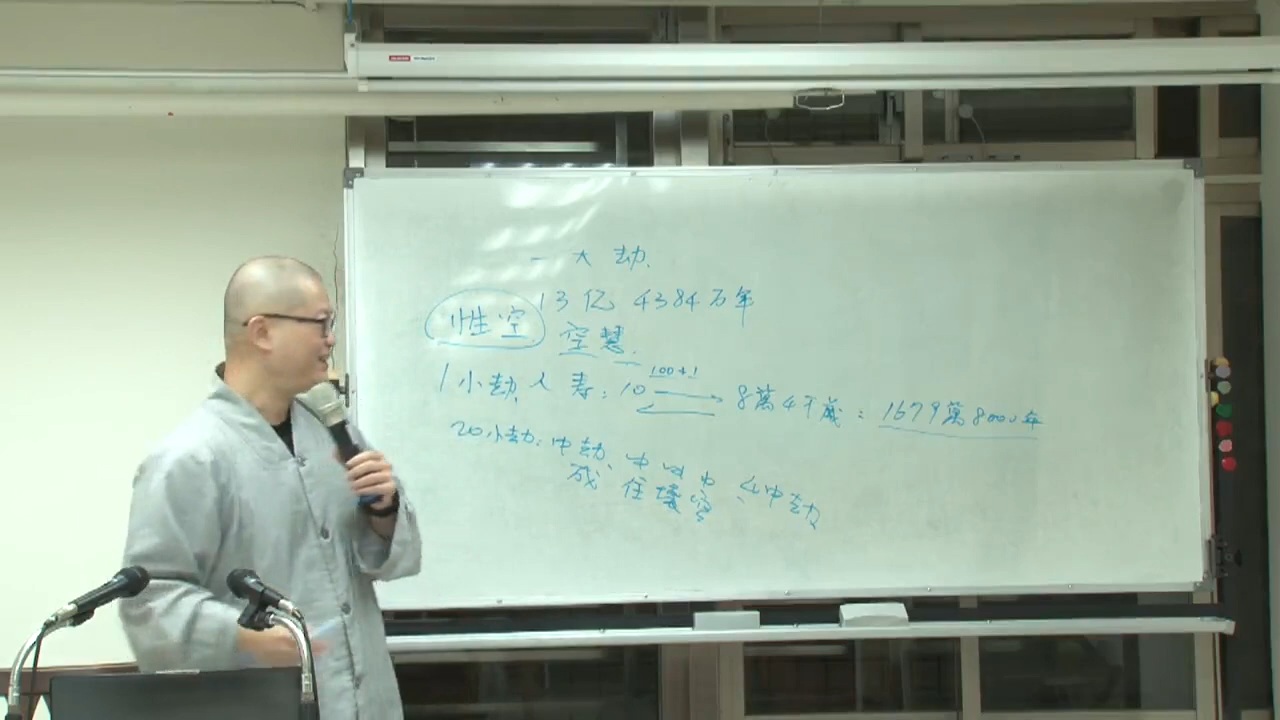 一大劫.
13亿4384万年
性空 空慧.
1小劫.人寿:10 100+1 8萬4千歲:1679萬8000年
20小劫:中劫、中中中
成住壞空、4中劫